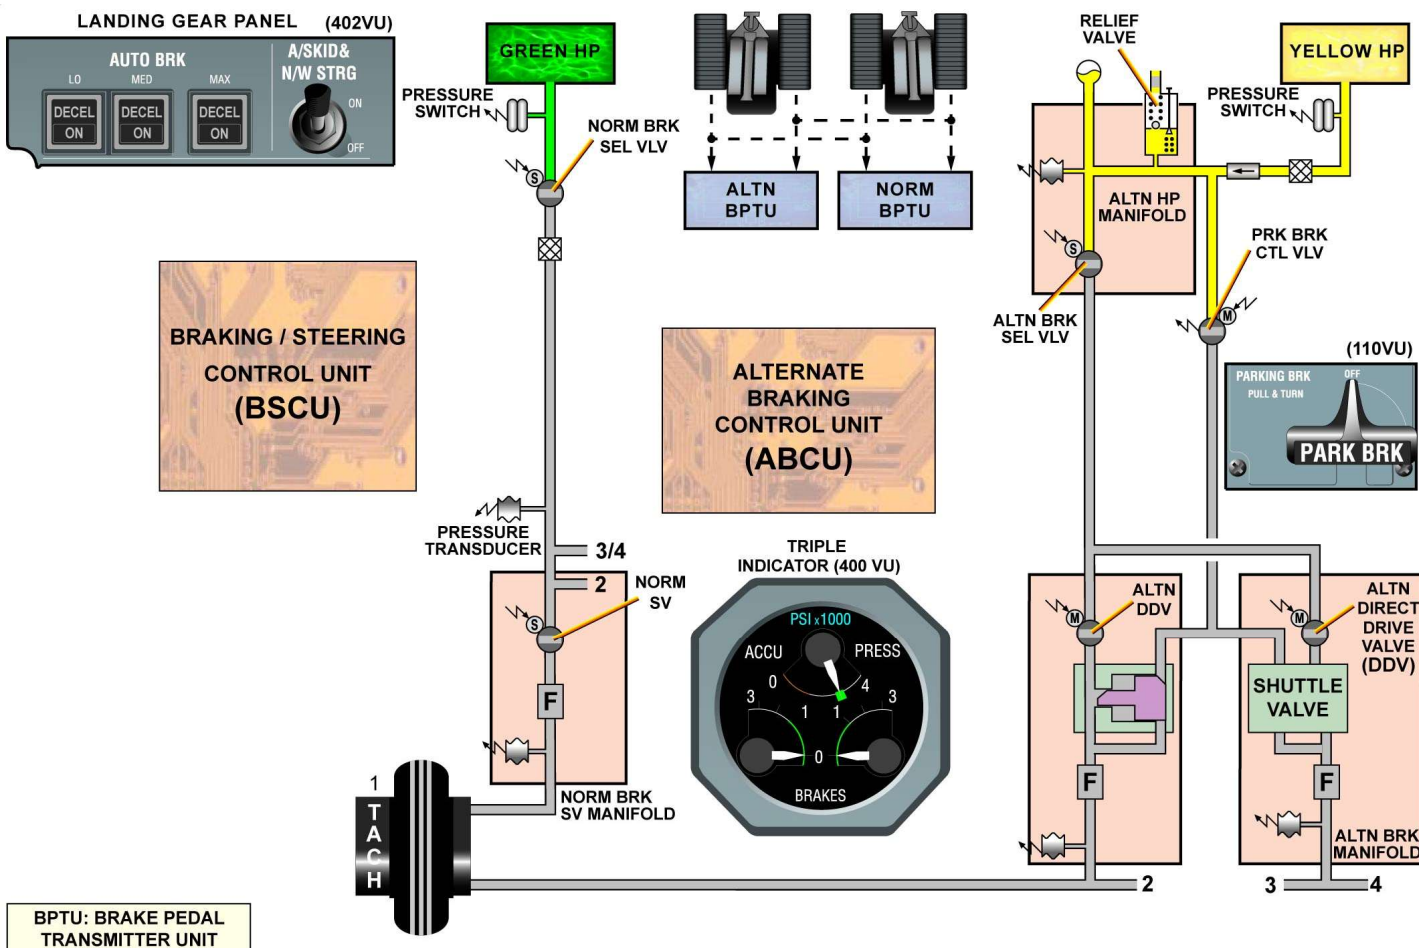 LANDING GEAR PANEL (402VU)
AUTO BRK
LO MED MAX
DECEL
ON
DECEL
ON
DECEL
ON
A/SKID&
N/W STRG
ON
OFF
GREEN HP
PRESSURE
SWITCH
NORM BRK
SEL VLV
ALTN
BPTU
NORM
BPTU
RELIEF
VALVE
YELLOW HP
PRESSURE
SWITCH
S
ALTN HP
MANIFOLD
S
PRK BRK
CTL VLV
M
ALTN BRK
SEL VLV
(110VU)
PARKING BRK
PULL & TURN
OFF
PARK BRK
BRAKING / STEERING
CONTROL UNIT
(BSCU)
ALTERNATE
BRAKING
CONTROL UNIT
(ABCU)
PRESSURE
TRANSDUCER
3/4
2
NORM
SV
S
F
NORM BRK
SV MANIFOLD
TRIPLE
INDICATOR (400 VU)
PSI x1000
ACCU PRESS
0 4
3 1 1 3
0
BRAKES
M
ALTN
DDV
M
ALTN
DIRECT
DRIVE
VALVE
(DDV)
SHUTTLE
VALVE
F
F
ALTN BRK
MANIFOLD
2
3 4
1
TACH
BPTU: BRAKE PEDAL
TRANSMITTER UNIT